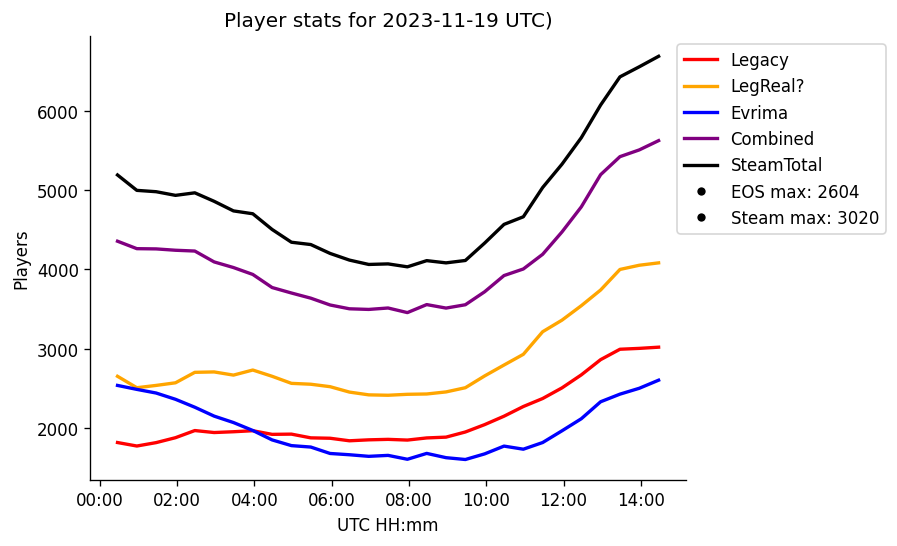 Player stats for 2023-11-19 UTC)
Legacy
LegReal?
Evrima
Combined
SteamTotal
EOS max: 2604
Steam max: 3020
Players
6000
5000
4000
3000
2000
00:00 02:00 04:00 06:00 08:00 10:00 12:00 14:00
UTC HH:mm